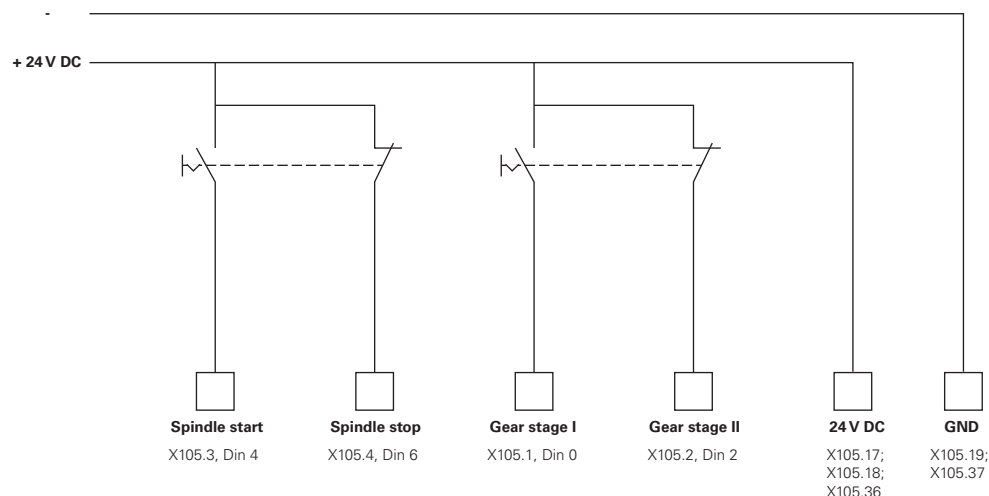 -
+ 24 V DC
Spindle start
X105.3, Din 4
Spindle stop
X105.4, Din 6
Gear stage I
X105.1, Din 0
Gear stage II
X105.2, Din 2
24 V DC
X105.17;
X105.18;
X105.36
GND
X105.19;
X105.37